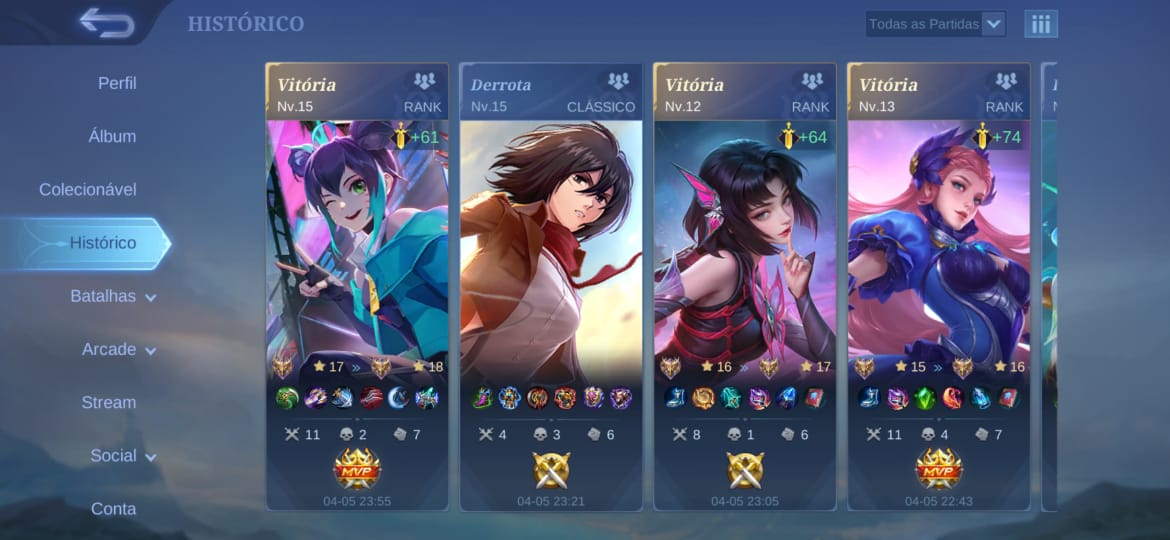 HISTÓRICO
Todas as Partidas
Perfil
Álbum
Colecionável
Histórico
Batalhas
Arcade
Stream
Social
Conta
Vitória
Nv.15
RANK
+61
17 » 18
11 2 7
MVP
04-05 23:55
Derrota
Nv.15
CLÁSSICO
4 3 6
04-05 23:21
Vitória
Nv.12
RANK
+64
16 » 17
8 1 6
04-05 23:05
Vitória
Nv.13
RANK
+74
15 » 16
11 4 7
MVP
04-05 22:43